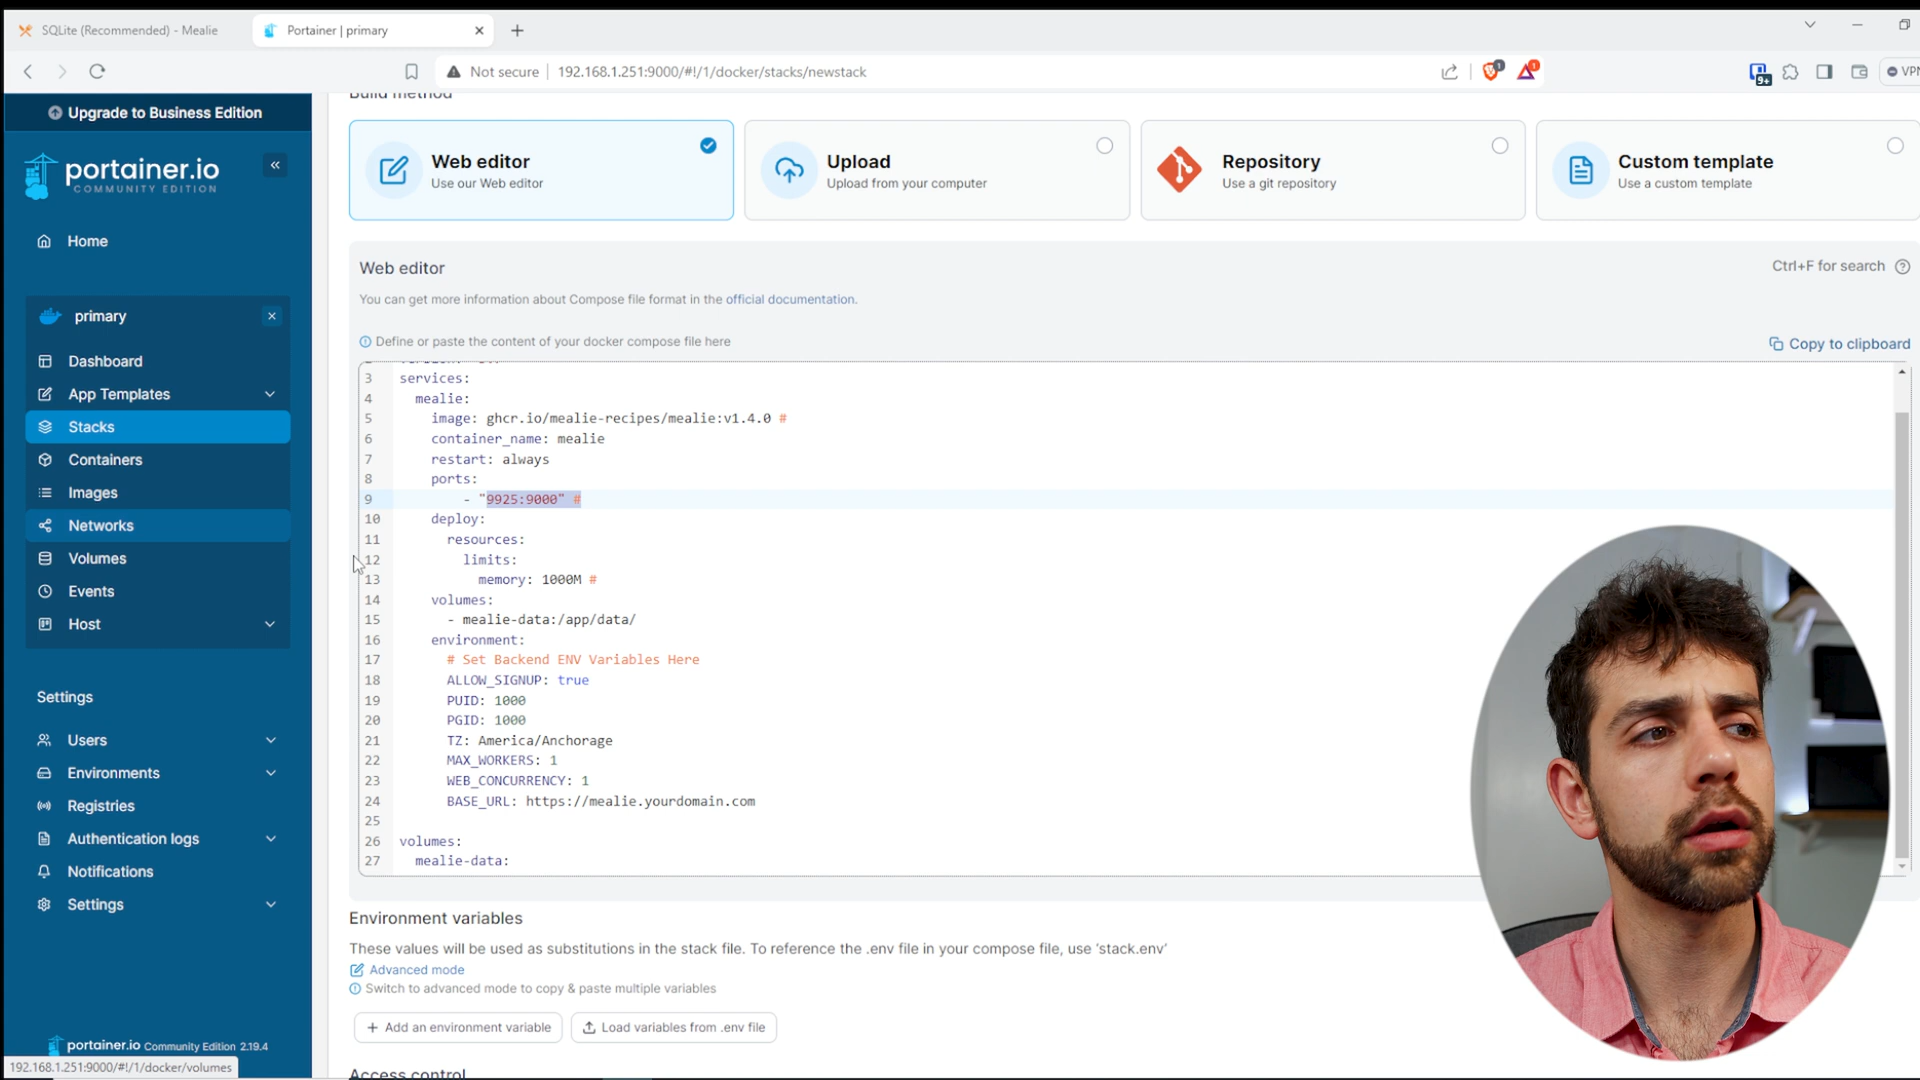 SQLite (Recommended) - Mealie
Portainer | primary
Not secure
192.168.1.251:9000/#!/1/docker/stacks/newstack
1
1
9+
VPN
Upgrade to Business Edition
portainer.io
COMMUNITY EDITION
Home
primary
Dashboard
App Templates
Stacks
Containers
Images
Networks
Volumes
Events
Host
Settings
Users
Environments
Registries
Authentication logs
Notifications
Settings
portainer.io Community Edition 2.19.4
192.168.1.251:9000/#!/1/docker/volumes
Build method
Web editor
Use our Web editor
Upload
Upload from your computer
Repository
Use a git repository
Custom template
Use a custom template
Web editor
Ctrl+F for search
You can get more information about Compose file format in the official documentation.
Define or paste the content of your docker compose file here
Copy to clipboard
3 services:
4 mealie:
5 image: ghcr.io/mealie-recipes/mealie:v1.4.0 #
6 container_name: mealie
7 restart: always
8 ports:
9 - "9925:9000" #
10 deploy:
11 resources:
12 limits:
13 memory: 1000M #
14 volumes:
15 - mealie-data:/app/data/
16 environment:
17 # Set Backend ENV Variables Here
18 ALLOW_SIGNUP: true
19 PUID: 1000
20 PGID: 1000
21 TZ: America/Anchorage
22 MAX_WORKERS: 1
23 WEB_CONCURRENCY: 1
24 BASE_URL: https://mealie.yourdomain.com
25
26 volumes:
27 mealie-data:
Environment variables
These values will be used as substitutions in the stack file. To reference the .env file in your compose file, use 'stack.env'
Advanced mode
Switch to advanced mode to copy & paste multiple variables
+ Add an environment variable
Load variables from .env file
Access control